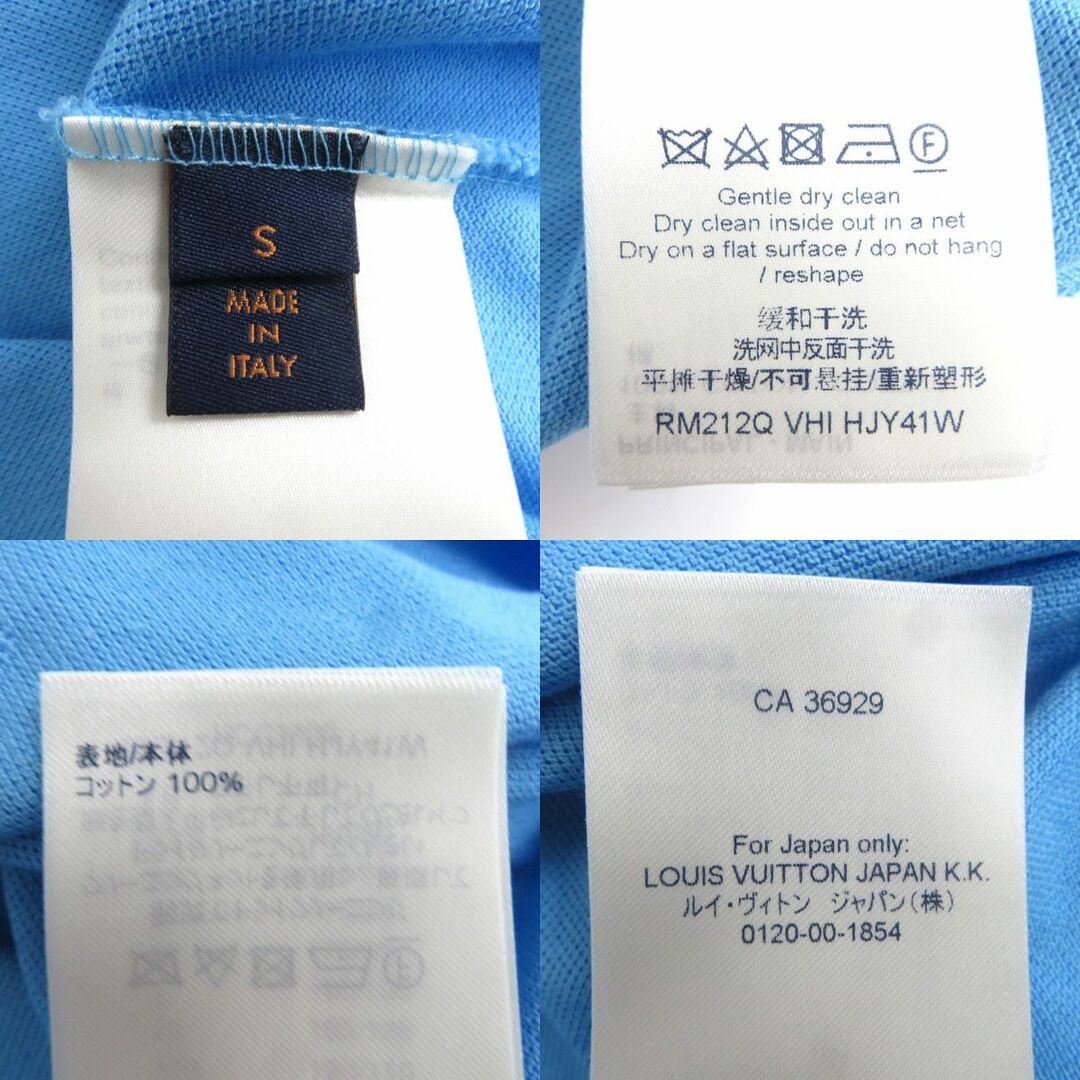 S
MADE
IN
ITALY
F
Gentle dry clean
Dry clean inside out in a net
Dry on a flat surface / do not hang
/ reshape
缓和干洗
洗网中反面干洗
平摊干燥/不可悬挂/重新塑形
RM212Q VHI HJY41W
PRINCIPAL - MAIN
表地/本体
コットン 100%
CA 36929
For Japan only:
LOUIS VUITTON JAPAN K.K.
ルイ・ヴィトン ジャパン(株)
0120-00-1854